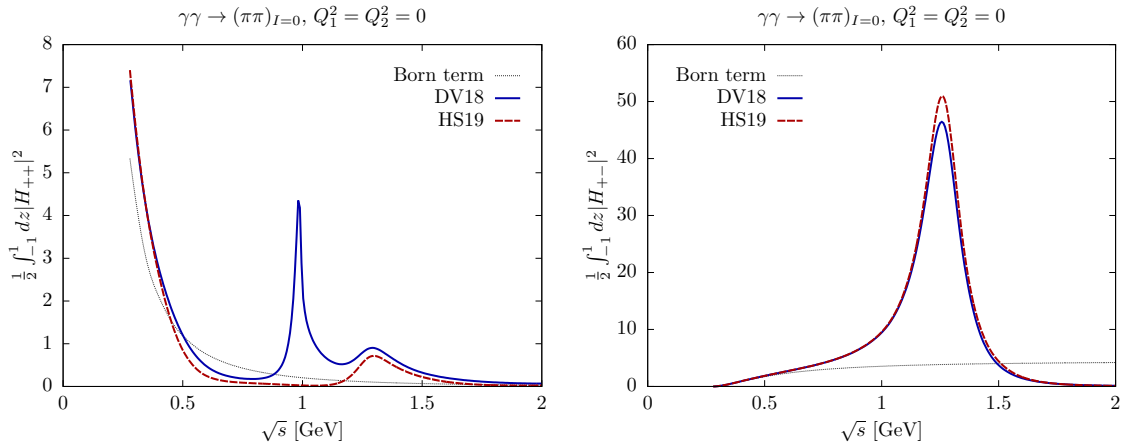 γγ → (ππ)_{I=0}, Q_1^2 = Q_2^2 = 0
8
7
6
5
4
3
2
1
0
½ ∫_{-1}^{1} dz|H_{++}|^2
Born term
DV18
HS19
0
0.5
1
1.5
2
√s [GeV]
γγ → (ππ)_{I=0}, Q_1^2 = Q_2^2 = 0
60
50
40
30
20
10
0
½ ∫_{-1}^{1} dz|H_{+-}|^2
Born term
DV18
HS19
0
0.5
1
1.5
2
√s [GeV]